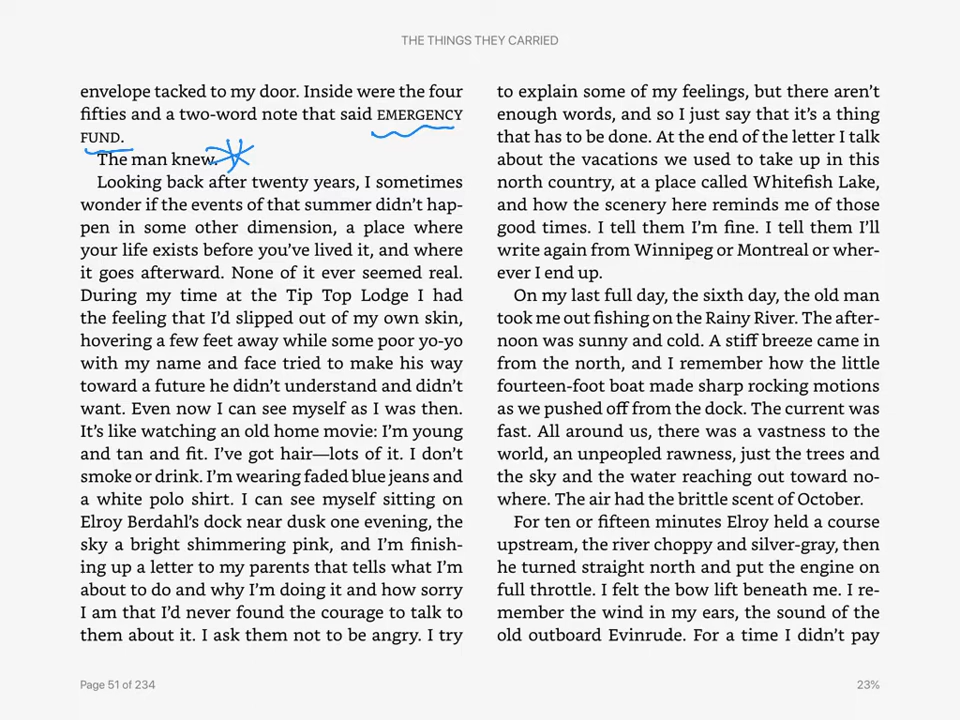 THE THINGS THEY CARRIED
envelope tacked to my door. Inside were the four
fifties and a two-word note that said EMERGENCY
FUND.
The man knew.
Looking back after twenty years, I sometimes
wonder if the events of that summer didn’t hap-
pen in some other dimension, a place where
your life exists before you’ve lived it, and where
it goes afterward. None of it ever seemed real.
During my time at the Tip Top Lodge I had
the feeling that I’d slipped out of my own skin,
hovering a few feet away while some poor yo-yo
with my name and face tried to make his way
toward a future he didn’t understand and didn’t
want. Even now I can see myself as I was then.
It’s like watching an old home movie: I’m young
and tan and fit. I’ve got hair—lots of it. I don’t
smoke or drink. I’m wearing faded blue jeans and
a white polo shirt. I can see myself sitting on
Elroy Berdahl’s dock near dusk one evening, the
sky a bright shimmering pink, and I’m finish-
ing up a letter to my parents that tells what I’m
about to do and why I’m doing it and how sorry
I am that I’d never found the courage to talk to
them about it. I ask them not to be angry. I try
to explain some of my feelings, but there aren’t
enough words, and so I just say that it’s a thing
that has to be done. At the end of the letter I talk
about the vacations we used to take up in this
north country, at a place called Whitefish Lake,
and how the scenery here reminds me of those
good times. I tell them I’m fine. I tell them I’ll
write again from Winnipeg or Montreal or wher-
ever I end up.
On my last full day, the sixth day, the old man
took me out fishing on the Rainy River. The after-
noon was sunny and cold. A stiff breeze came in
from the north, and I remember how the little
fourteen-foot boat made sharp rocking motions
as we pushed off from the dock. The current was
fast. All around us, there was a vastness to the
world, an unpeopled rawness, just the trees and
the sky and the water reaching out toward no-
where. The air had the brittle scent of October.
For ten or fifteen minutes Elroy held a course
upstream, the river choppy and silver-gray, then
he turned straight north and put the engine on
full throttle. I felt the bow lift beneath me. I re-
member the wind in my ears, the sound of the
old outboard Evinrude. For a time I didn’t pay
Page 51 of 234
23%